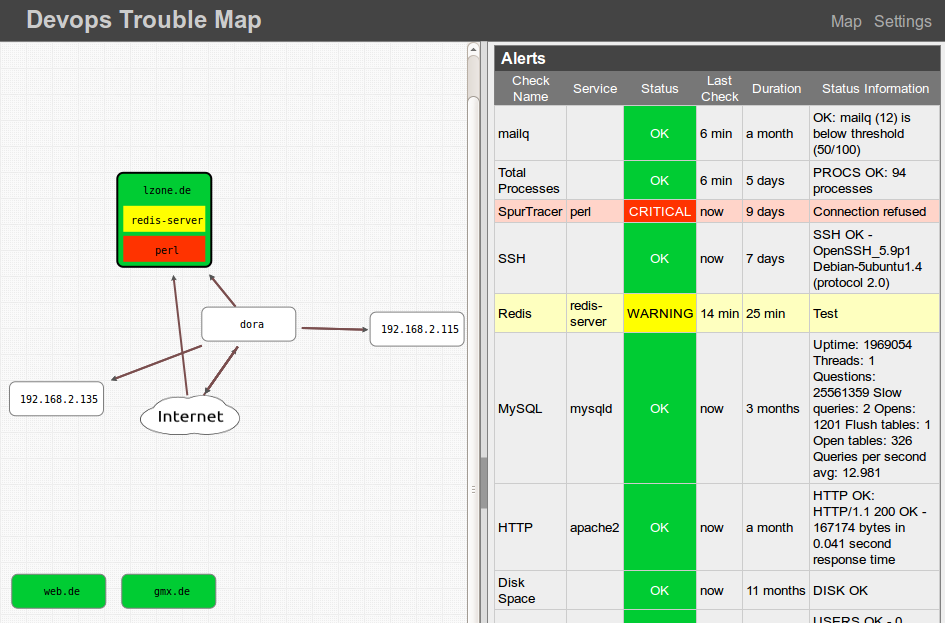 Devops Trouble Map
Map Settings
lzone.de
redis-server
perl
dora
192.168.2.115
192.168.2.135
Internet
web.de
gmx.de
Alerts
Check
Name
Service
Status
Last
Check
Duration
Status Information
mailq
OK
6 min
a month
OK: mailq (12) is
below threshold
(50/100)
Total
Processes
OK
6 min
5 days
PROCS OK: 94
processes
SpurTracer
perl
CRITICAL
now
9 days
Connection refused
SSH
OK
now
7 days
SSH OK -
OpenSSH_5.9p1
Debian-5ubuntu1.4
(protocol 2.0)
Redis
redis-
server
WARNING
14 min
25 min
Test
MySQL
mysqld
OK
now
3 months
Uptime: 1969054
Threads: 1
Questions:
25561359 Slow
queries: 2 Opens:
1201 Flush tables: 1
Open tables: 326
Queries per second
avg: 12.981
HTTP
apache2
OK
now
a month
HTTP OK:
HTTP/1.1 200 OK -
167174 bytes in
0.041 second
response time
Disk
Space
OK
now
11 months
DISK OK
USERS OK - 0